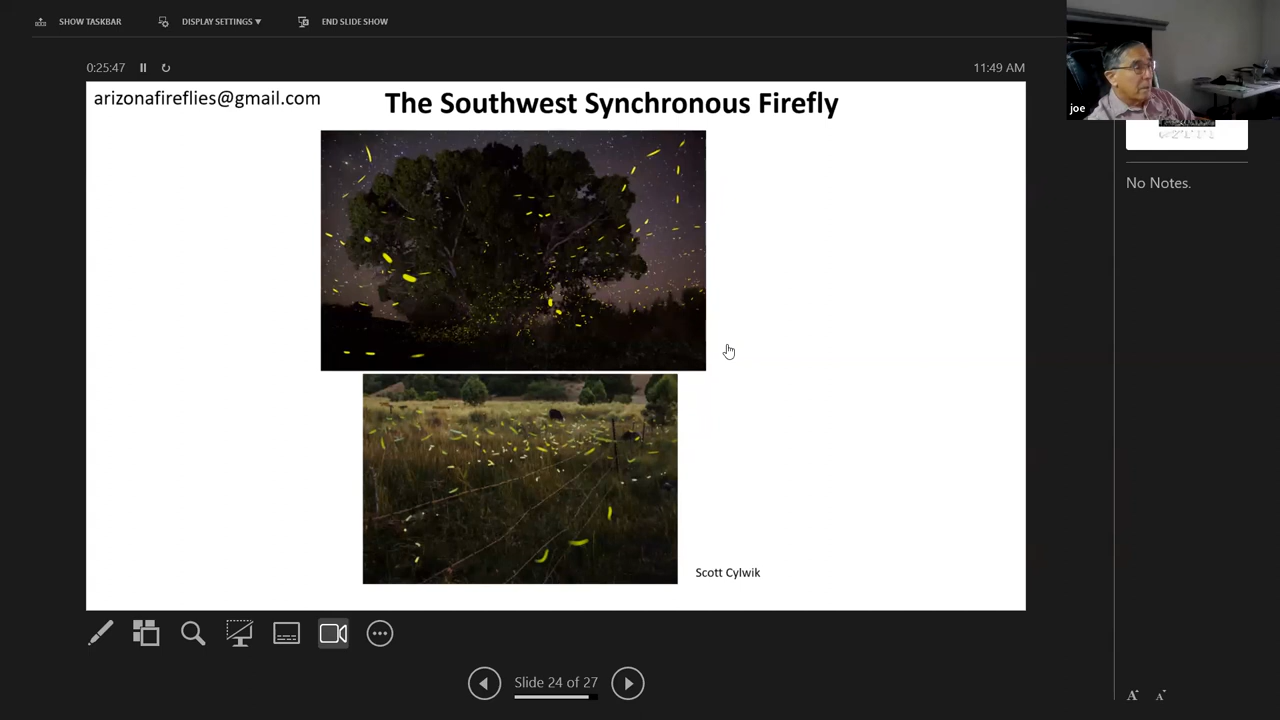 SHOW TASKBAR
DISPLAY SETTINGS ▼
END SLIDE SHOW
0:25:47
11:49 AM
joe
arizonafireflies@gmail.com
The Southwest Synchronous Firefly
No Notes.
Scott Cylwik
Slide 24 of 27
A A